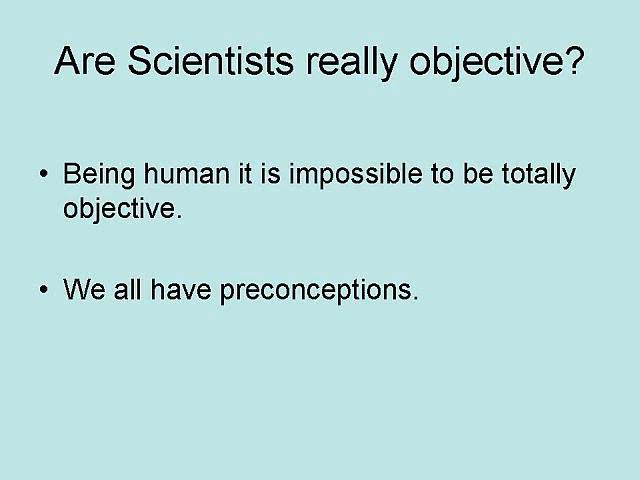 Are Scientists really objective?
• Being human it is impossible to be totally
objective.
• We all have preconceptions.